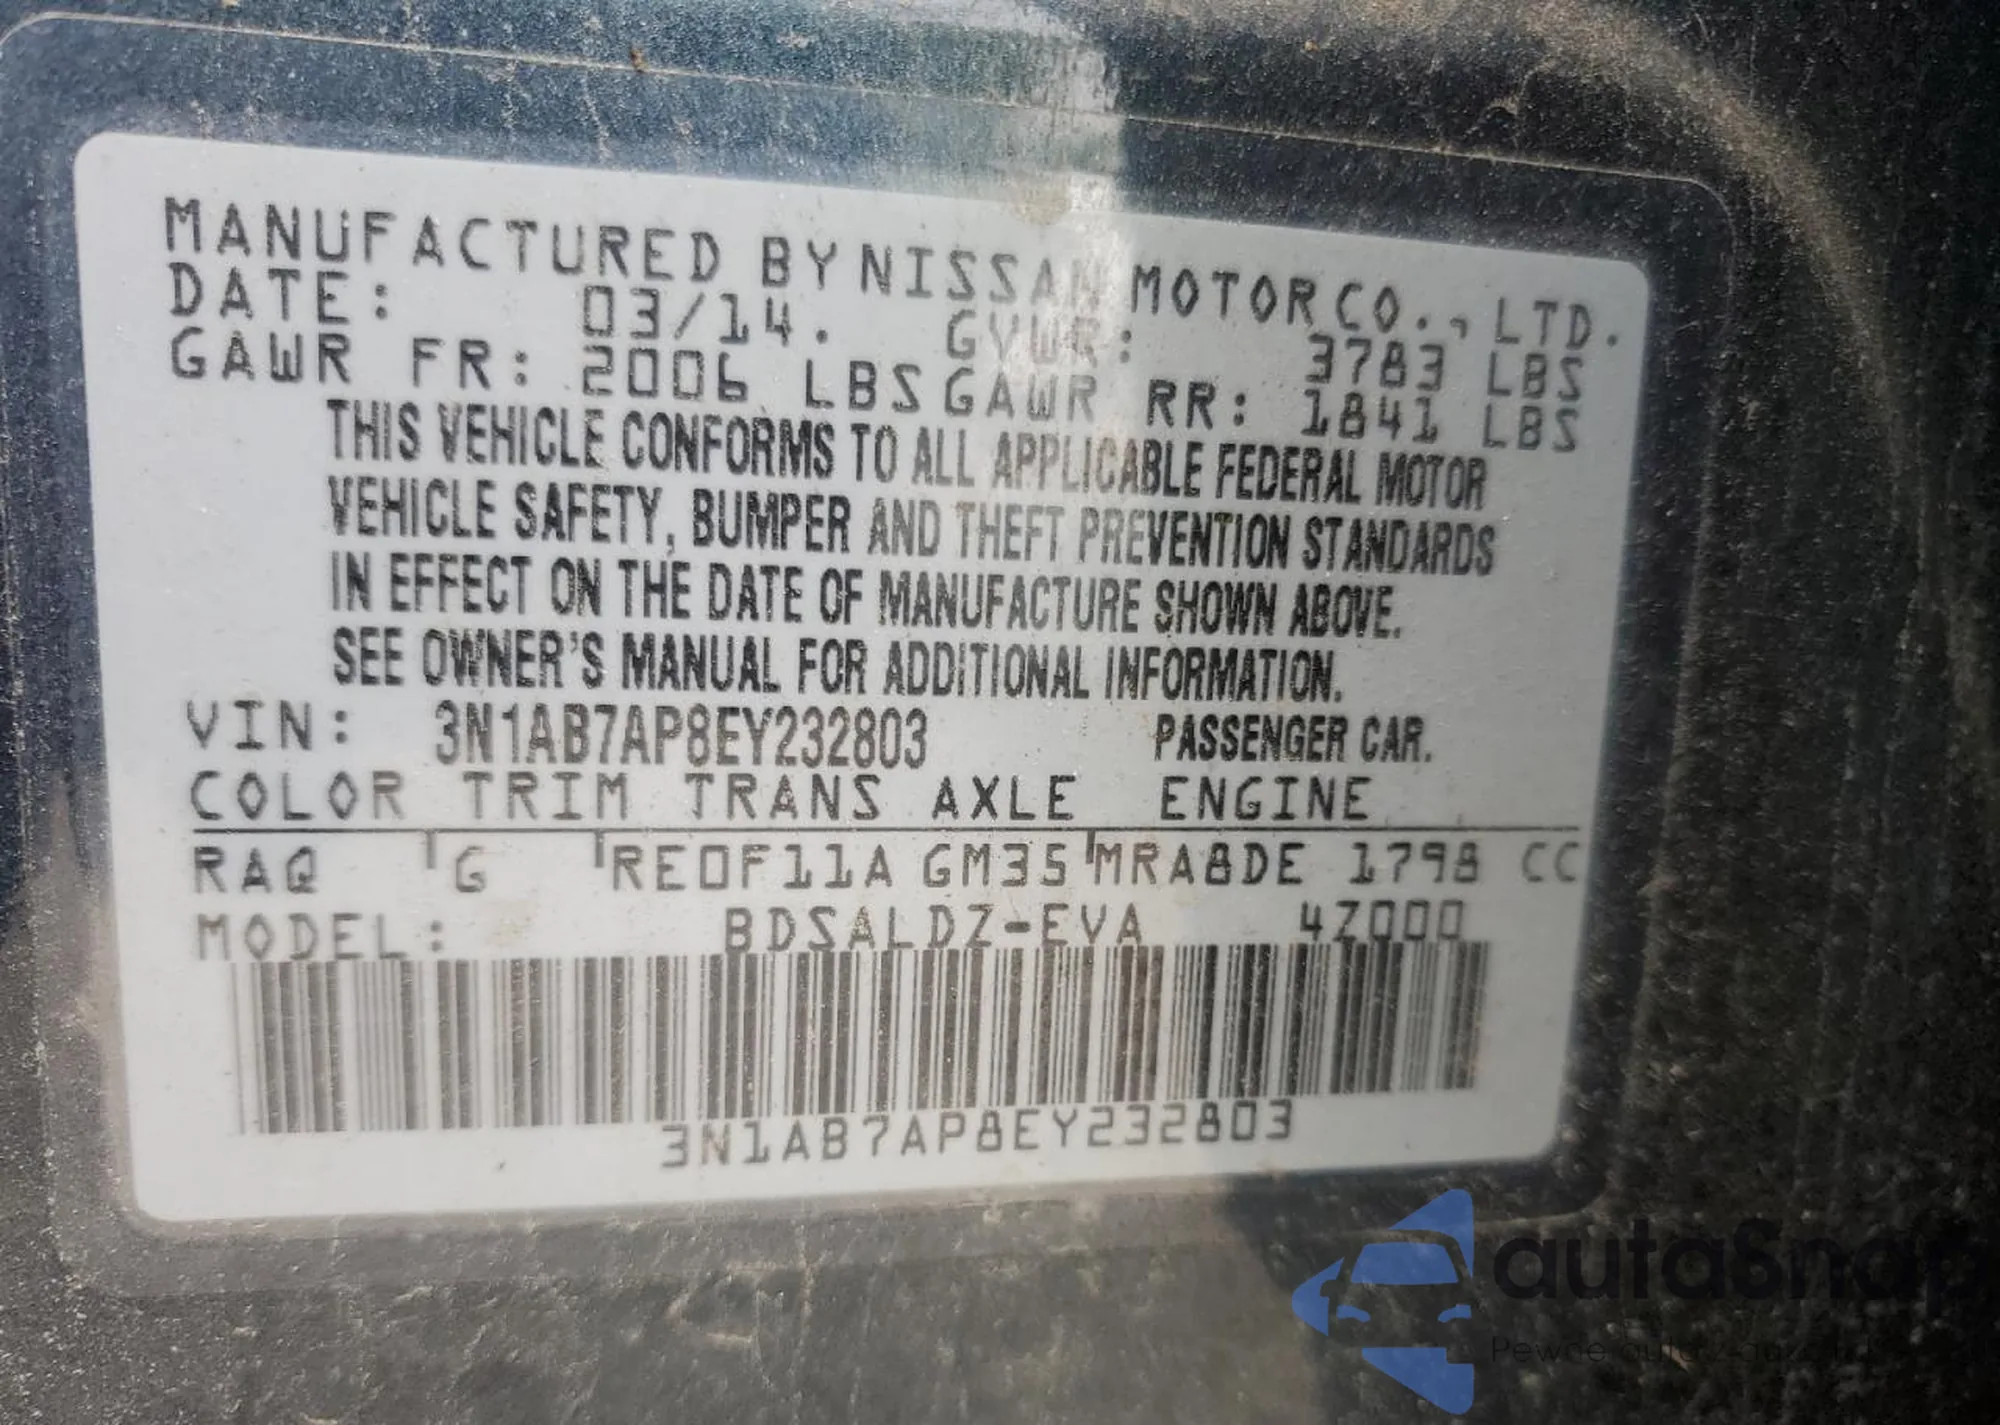 MANUFACTURED BY NISSAN MOTOR CO., LTD.
DATE: 03/14. GVWR: 3783 LBS
GAWR FR: 2006 LBS GAWR RR: 1841 LBS
THIS VEHICLE CONFORMS TO ALL APPLICABLE FEDERAL MOTOR
VEHICLE SAFETY, BUMPER AND THEFT PREVENTION STANDARDS
IN EFFECT ON THE DATE OF MANUFACTURE SHOWN ABOVE.
SEE OWNER'S MANUAL FOR ADDITIONAL INFORMATION.
VIN: 3N1AB7AP8EY232803 PASSENGER CAR.
COLOR TRIM TRANS AXLE ENGINE
RAQ G RE0F11A GM35 MRA8DE 1798 CC
MODEL: BDSALDZ-EVA 4Z000
3N1AB7AP8EY232803
autaSnap
Pewne auta z